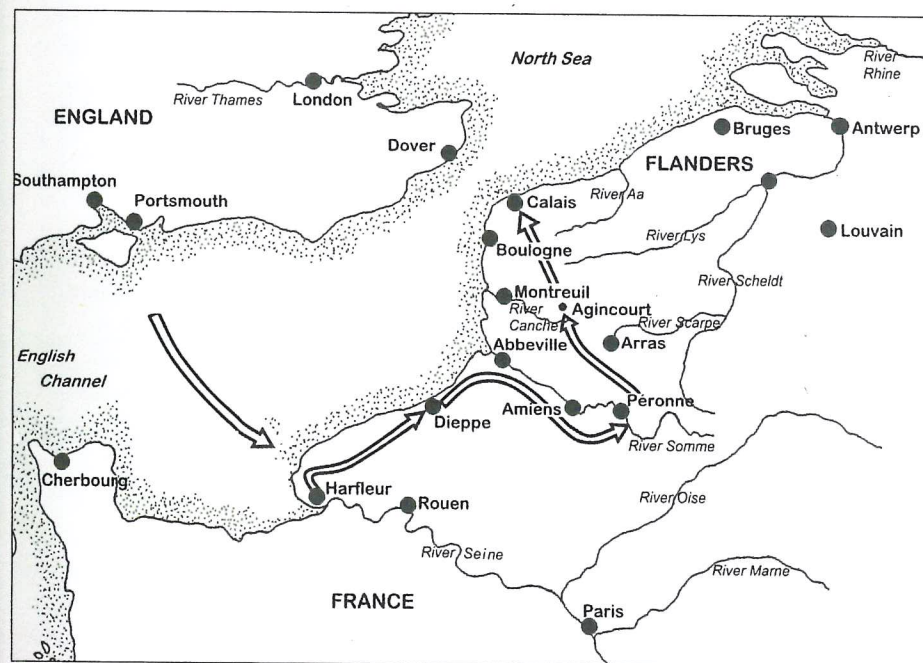 North Sea
River
Rhine
River Thames
London
ENGLAND
Bruges
Antwerp
Dover
FLANDERS
Southampton
Portsmouth
Calais
River Aa
Louvain
River Lys
Boulogne
River Scheldt
Montreuil
River
Canche
Agincourt
River Scarpe
Arras
Abbeville
English
Channel
Amiens
Péronne
Dieppe
River Somme
Cherbourg
Harfleur
Rouen
River Oise
River Seine
River Marne
FRANCE
Paris